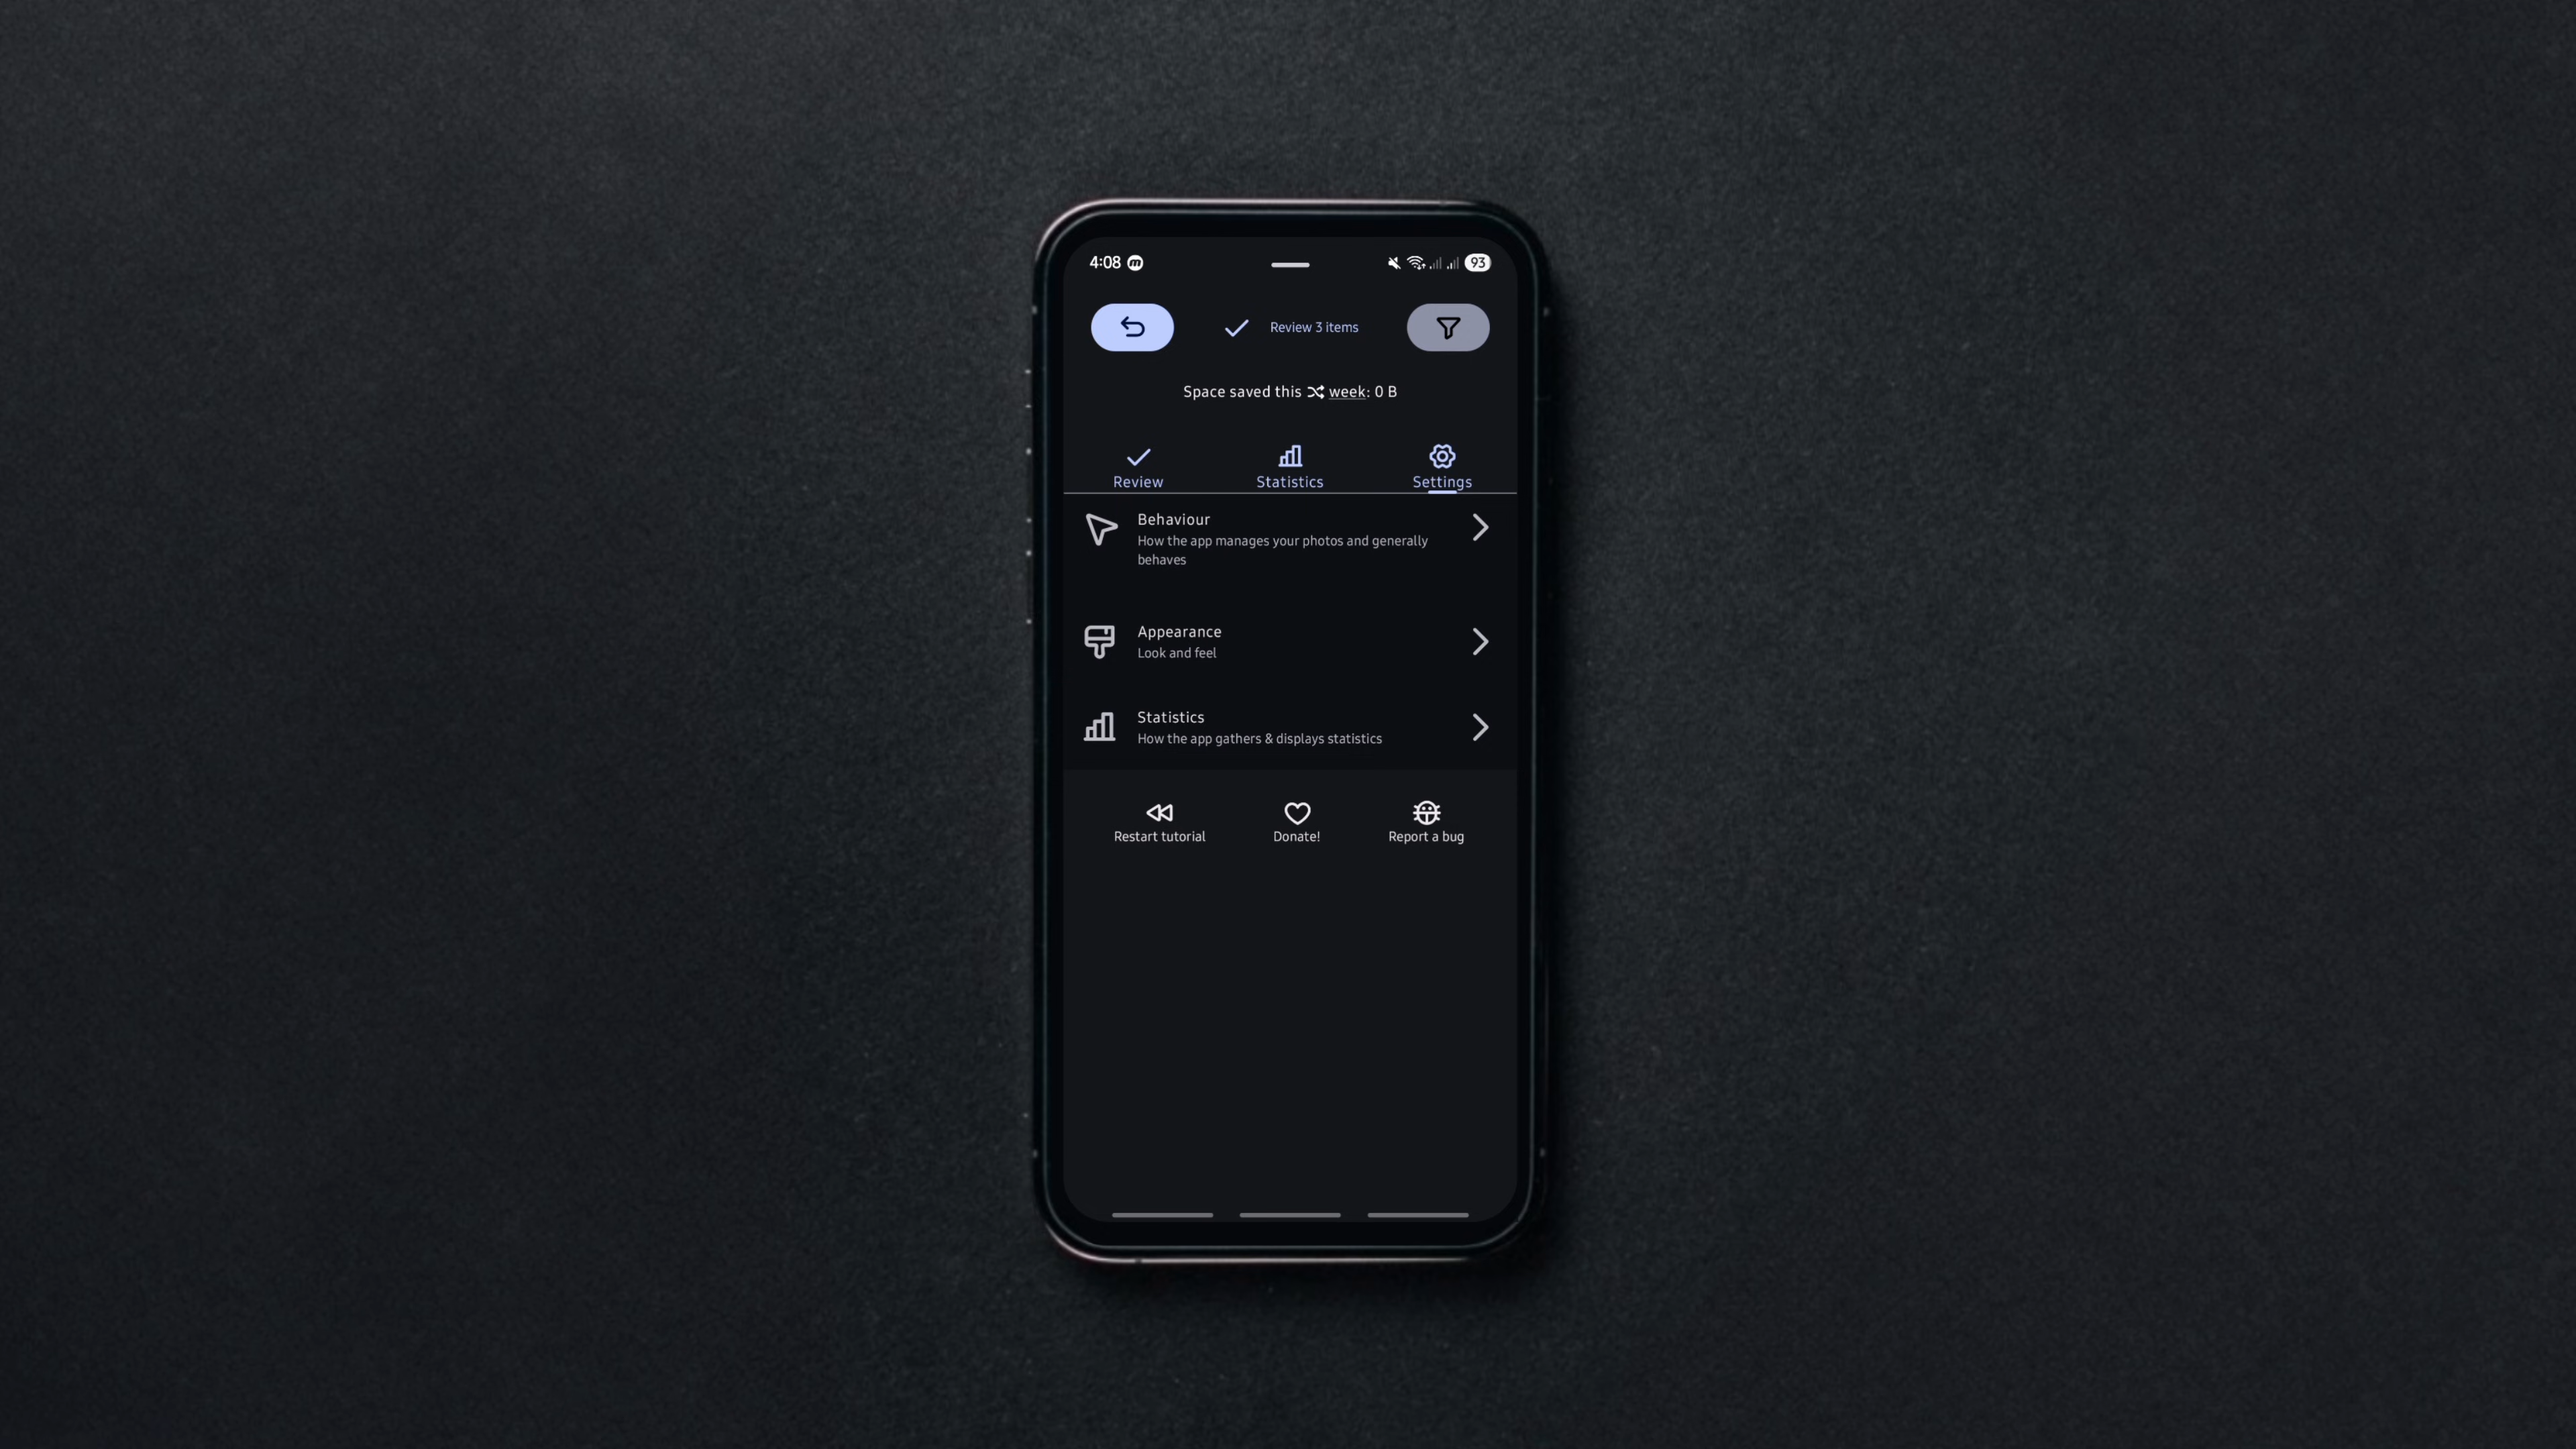 4:08
93
Review 3 items
Space saved this week: 0 B
Review
Statistics
Settings
Behaviour
How the app manages your photos and generally
behaves
Appearance
Look and feel
Statistics
How the app gathers & displays statistics
Restart tutorial
Donate!
Report a bug